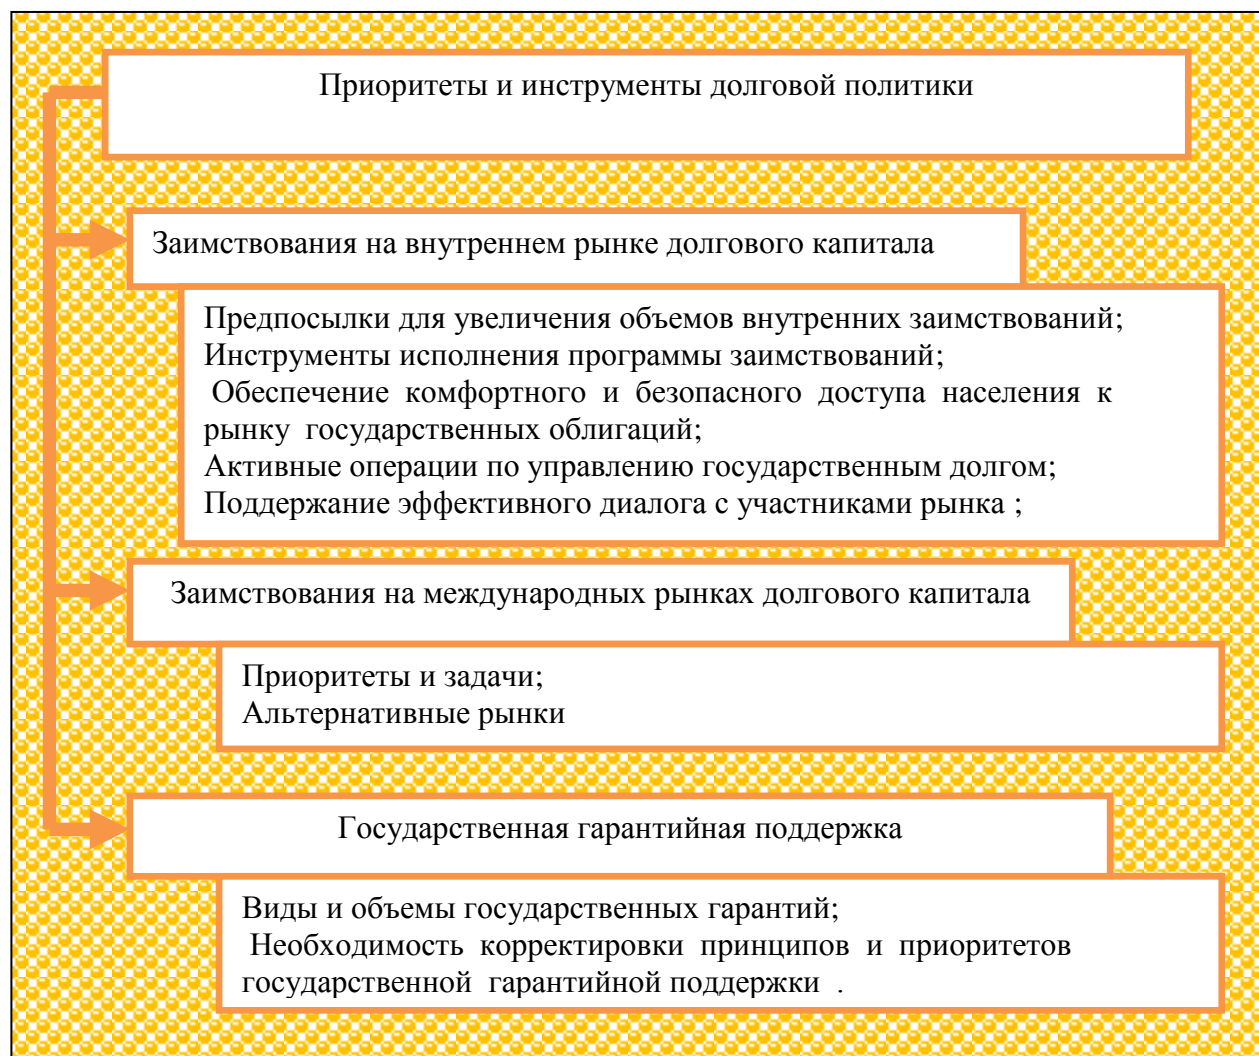 Приоритеты и инструменты долговой политики
Заимствования на внутреннем рынке долгового капитала
Предпосылки для увеличения объемов внутренних заимствований;
Инструменты исполнения программы заимствований;
Обеспечение комфортного и безопасного доступа населения к
рынку государственных облигаций;
Активные операции по управлению государственным долгом;
Поддержание эффективного диалога с участниками рынка ;
Заимствования на международных рынках долгового капитала
Приоритеты и задачи;
Альтернативные рынки
Государственная гарантийная поддержка
Виды и объемы государственных гарантий;
Необходимость корректировки принципов и приоритетов
государственной гарантийной поддержки .